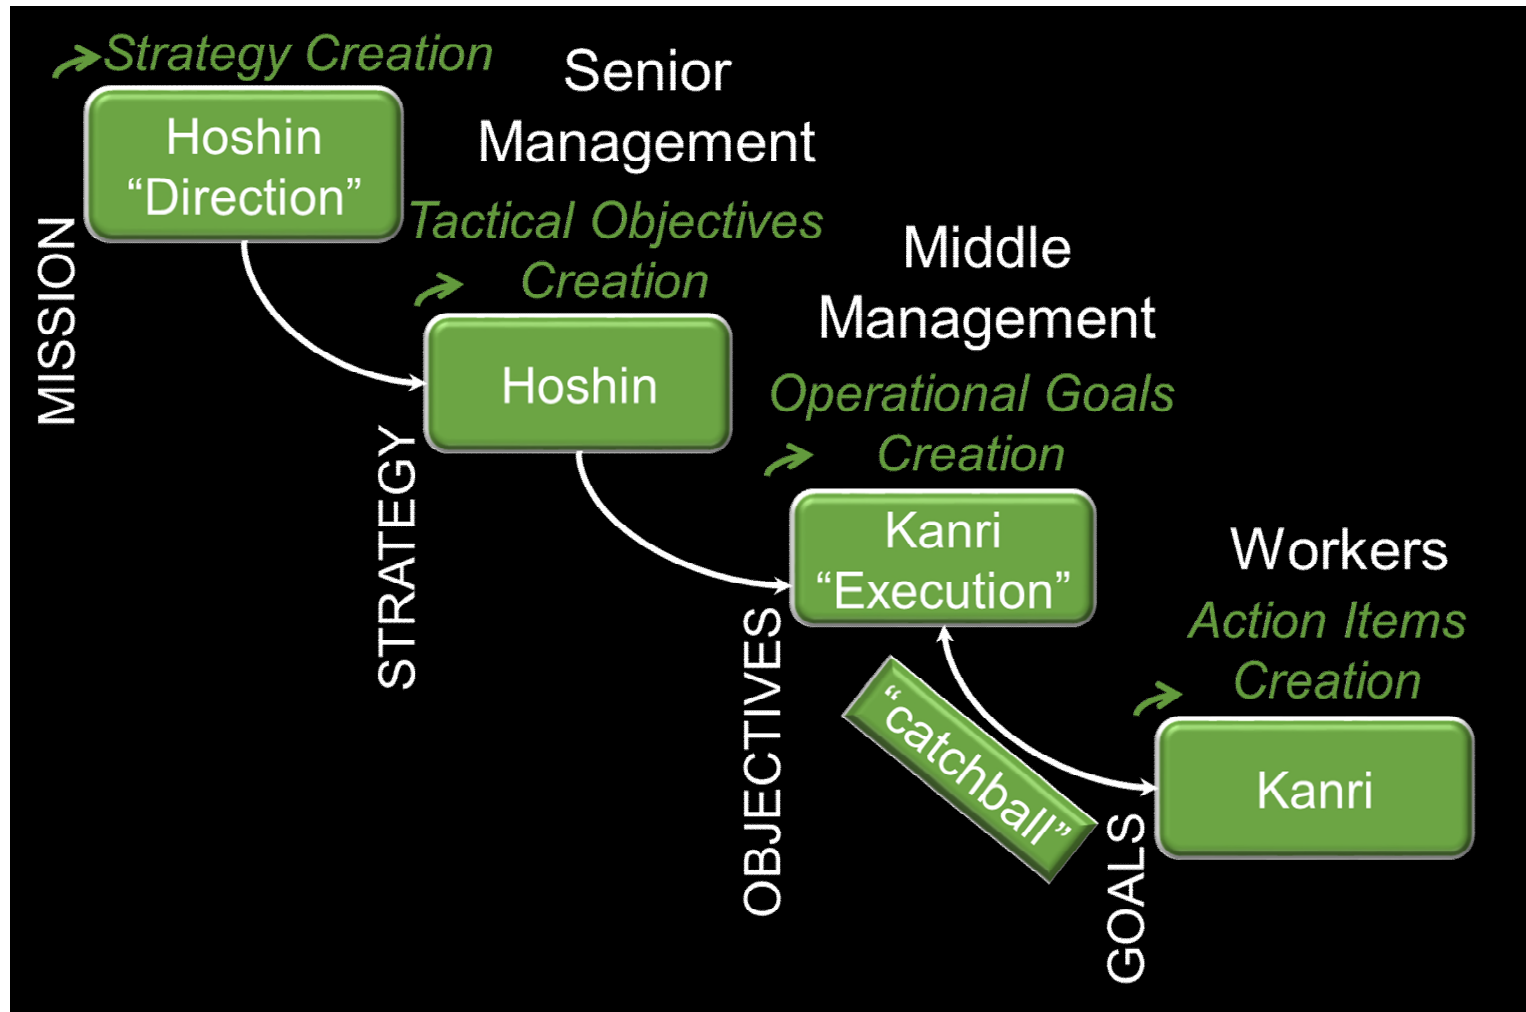 Strategy Creation
Hoshin
“Direction”
MISSION
Senior
Management
Tactical Objectives
Creation
Hoshin
STRATEGY
Middle
Management
Operational Goals
Creation
Kanri
“Execution”
OBJECTIVES
“catchball”
Workers
Action Items
Creation
Kanri
GOALS